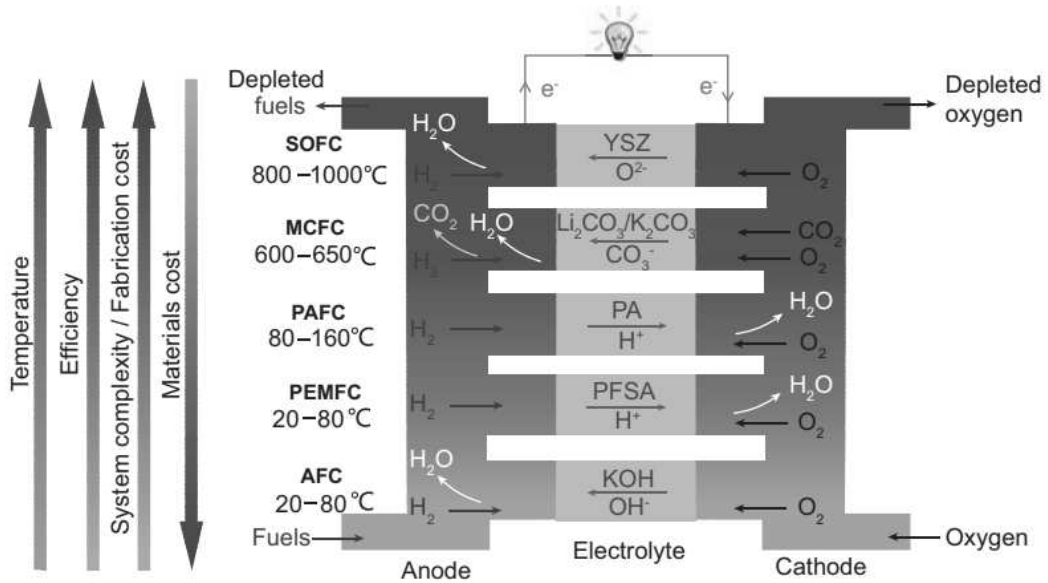 Temperature
Efficiency
System complexity / Fabrication cost
Materials cost
e⁻
e⁻
Depleted
fuels
Depleted
oxygen
SOFC
800–1000℃
H₂O
H₂
YSZ
O²⁻
O₂
MCFC
600–650℃
CO₂
H₂O
H₂
Li₂CO₃/K₂CO₃
CO₃⁻
CO₂
O₂
PAFC
80–160℃
H₂
PA
H⁺
H₂O
O₂
PEMFC
20–80℃
H₂
PFSA
H⁺
H₂O
O₂
AFC
20–80℃
H₂O
H₂
KOH
OH⁻
O₂
Fuels
Oxygen
Anode
Electrolyte
Cathode